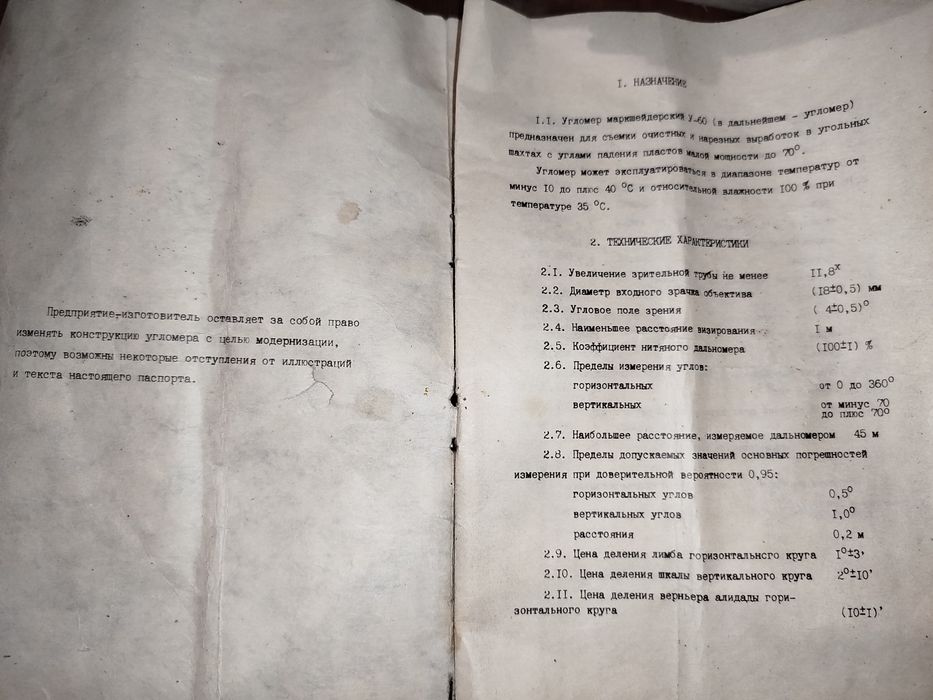 Предприятие-изготовитель оставляет за собой право
изменять конструкцию угломера с целью модернизации,
поэтому возможны некоторые отступления от иллюстраций
и текста настоящего паспорта.
I. НАЗНАЧЕНИЕ
I.I. Угломер маркшейдерский У-60 (в дальнейшем - угломер)
предназначен для съемки очистных и нарезных выработок в угольных
шахтах с углами падения пластов малой мощности до 70°.
Угломер может эксплуатироваться в диапазоне температур от
минус I0 до плюс 40 °С и относительной влажности I00 % при
температуре 35 °С.
2. ТЕХНИЧЕСКИЕ ХАРАКТЕРИСТИКИ
2.I. Увеличение зрительной трубы не менее II,8ˣ
2.2. Диаметр входного зрачка объектива (I8±0,5) мм
2.3. Угловое поле зрения ( 4±0,5)°
2.4. Наименьшее расстояние визирования I м
2.5. Коэффициент нитяного дальномера (I00±I) %
2.6. Пределы измерения углов:
горизонтальных от 0 до 360°
вертикальных от минус 70
до плюс 70°
2.7. Наибольшее расстояние, измеряемое дальномером 45 м
2.8. Пределы допускаемых значений основных погрешностей
измерения при доверительной вероятности 0,95:
горизонтальных углов 0,5°
вертикальных углов I,0°
расстояния 0,2 м
2.9. Цена деления лимба горизонтального круга I°±3'
2.I0. Цена деления шкалы вертикального круга 2°±I0'
2.II. Цена деления верньера алидады гори-
зонтального круга (I0±I)'